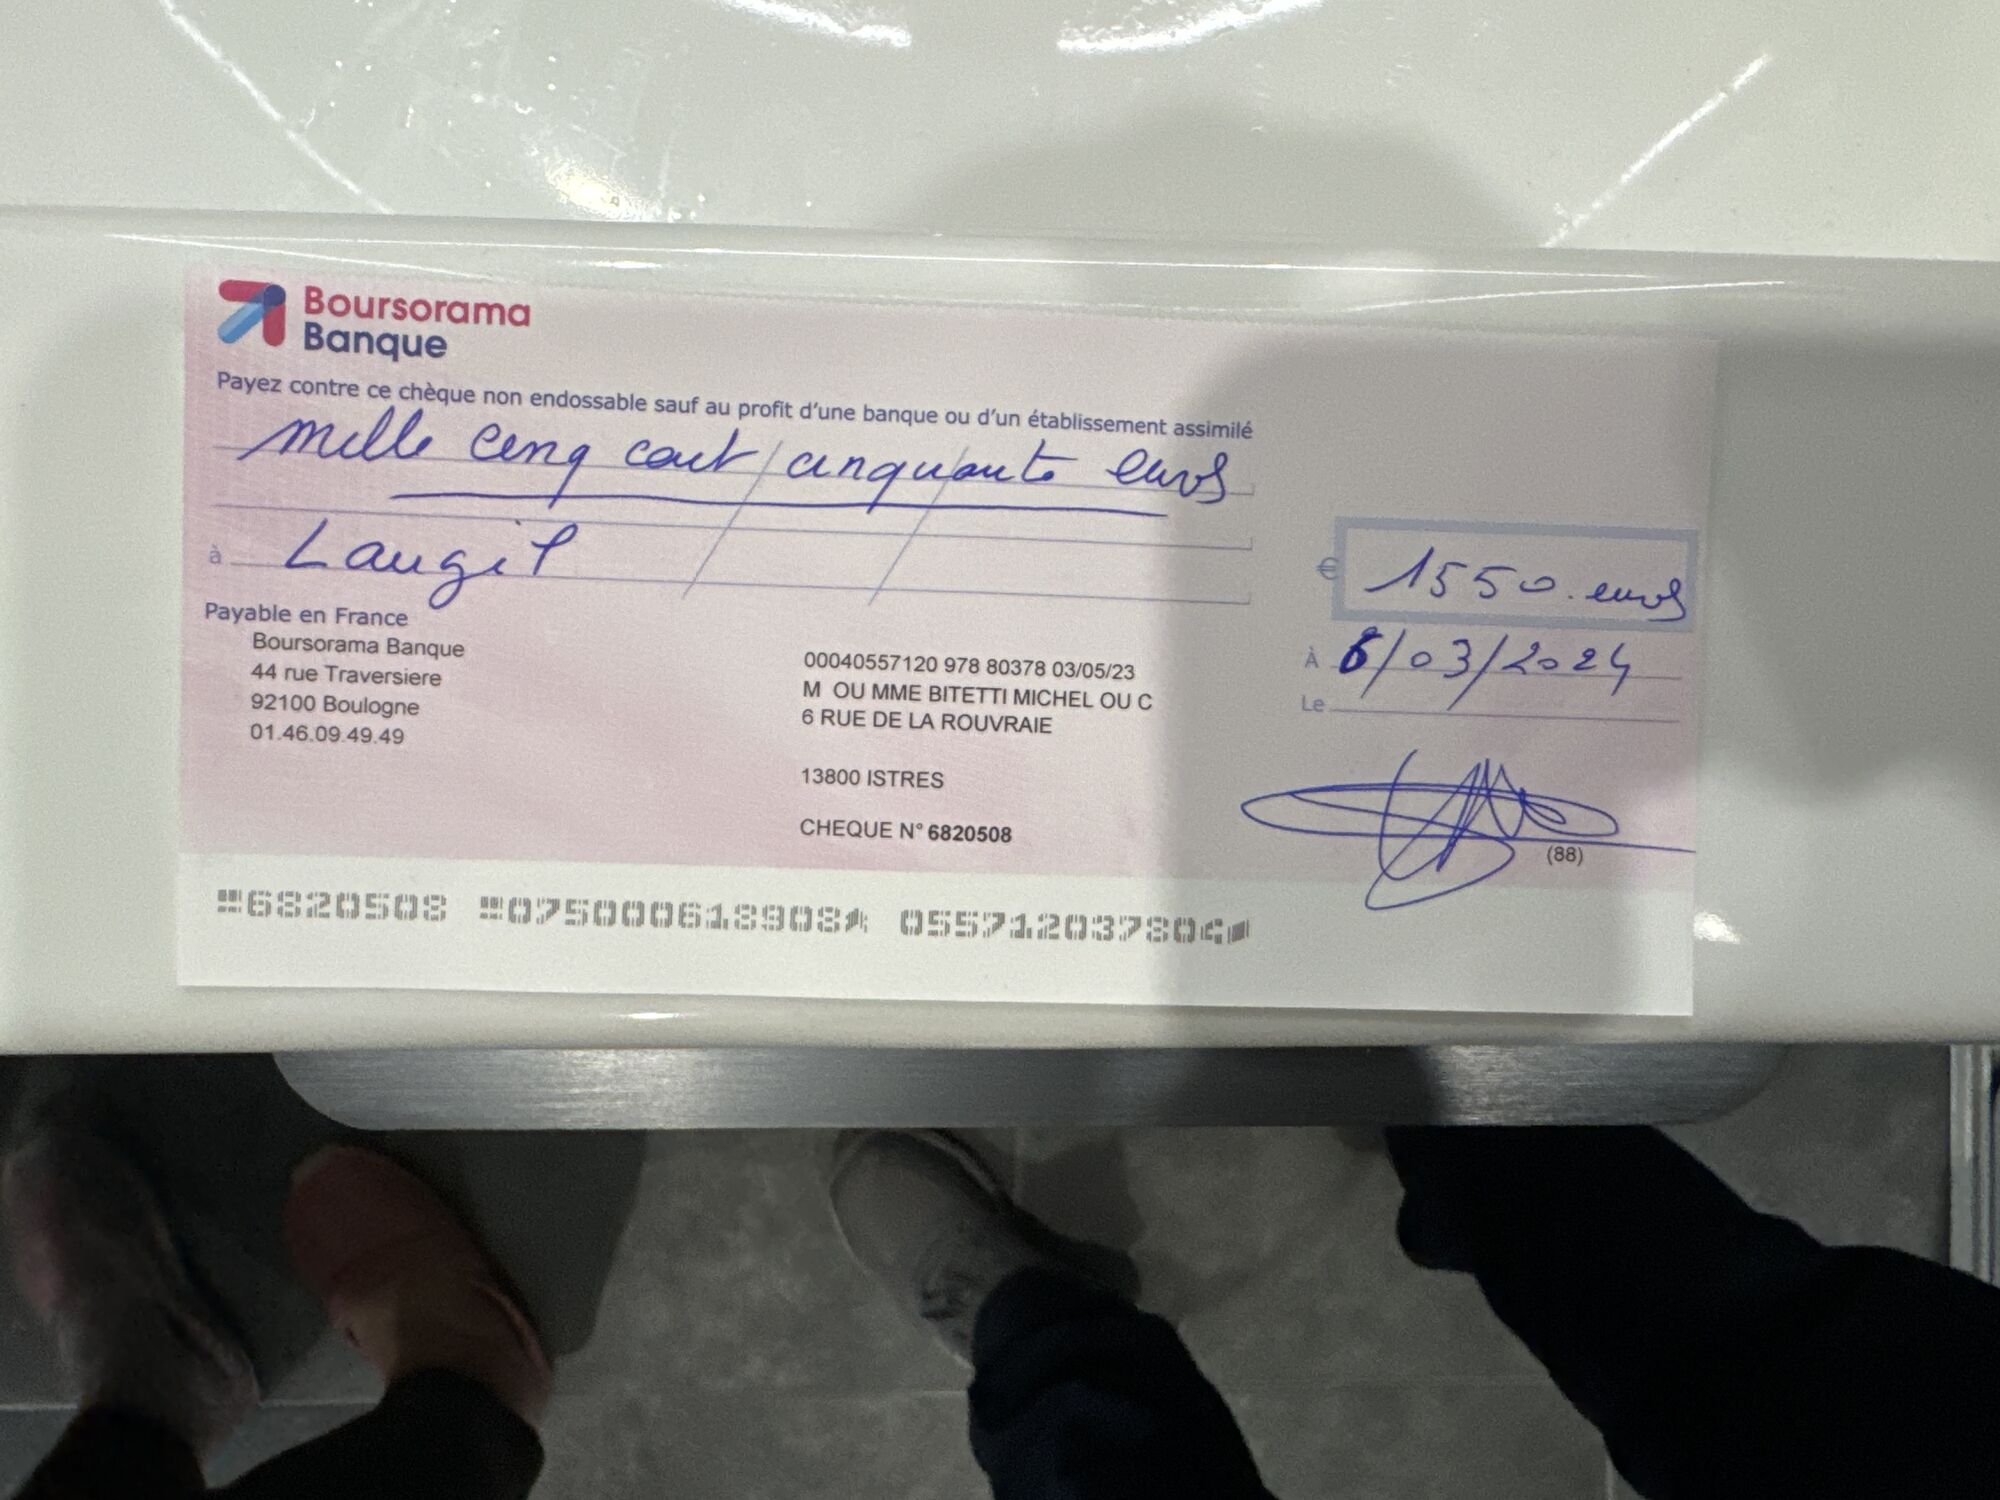 Boursorama
Banque
Payez contre ce chèque non endossable sauf au profit d'une banque ou d'un établissement assimilé
mille cinq cent cinquante euros
à Laugil
€ 1550. euros
Payable en France
Boursorama Banque
44 rue Traversiere
92100 Boulogne
01.46.09.49.49
00040557120 978 80378 03/05/23
M OU MME BITETTI MICHEL OU C
6 RUE DE LA ROUVRAIE
13800 ISTRES
CHEQUE N° 6820508
À 6/03/2024
Le
(88)
6820508 075000618908 055712037804